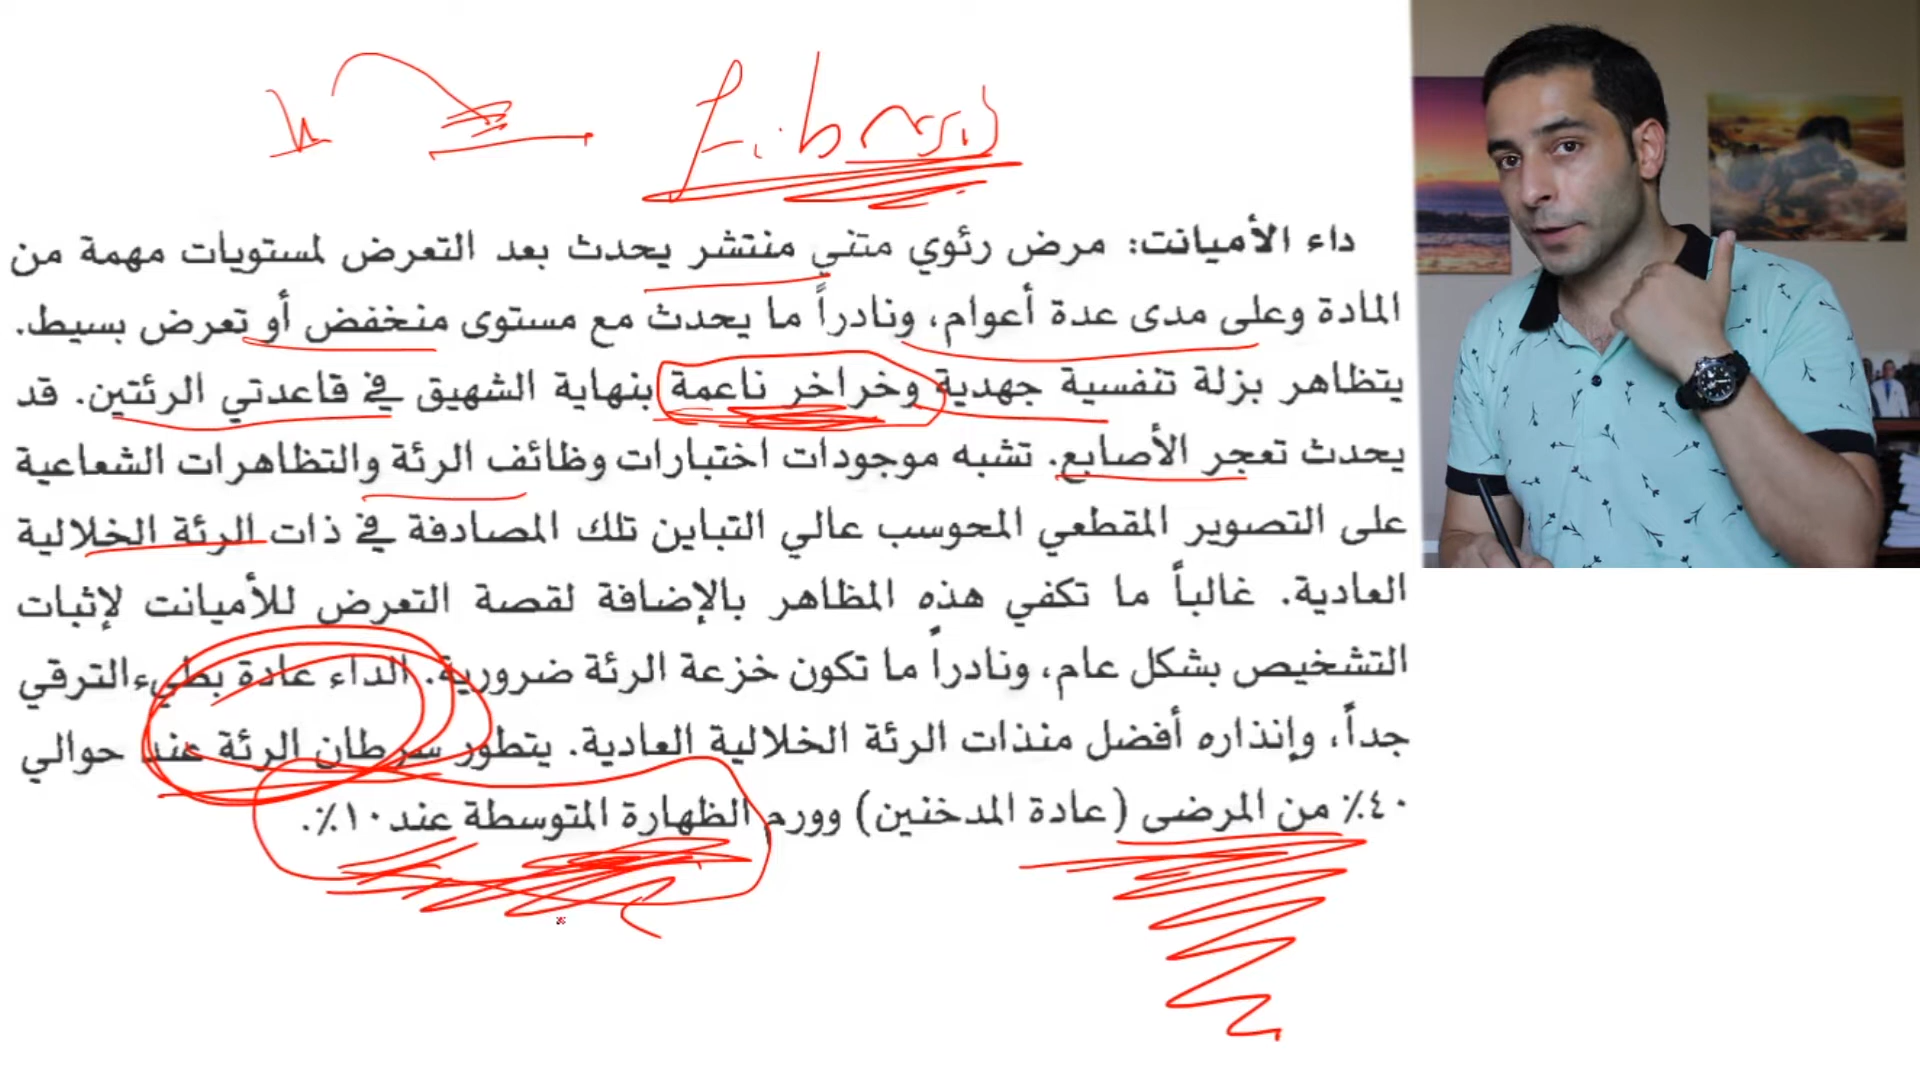 Fibrosis
داء الأميانت: مرض رئوي متني منتشر يحدث بعد التعرض لمستويات مهمة من
المادة وعلى مدى عدة أعوام، ونادراً ما يحدث مع مستوى منخفض أو تعرض بسيط.
يتظاهر بزلة تنفسية جهدية وخراخر ناعمة بنهاية الشهيق في قاعدتي الرئتين. قد
يحدث تعجر الأصابع. تشبه موجودات اختبارات وظائف الرئة والتظاهرات الشعاعية
على التصوير المقطعي المحوسب عالي التباين تلك المصادفة في ذات الرئة الخلالية
العادية. غالباً ما تكفي هذه المظاهر بالإضافة لقصة التعرض للأميانت لإثبات
التشخيص بشكل عام، ونادراً ما تكون خزعة الرئة ضرورية. الداء عادة بطيء الترقي
جداً، وإنذاره أفضل منذات الرئة الخلالية العادية. يتطور سرطان الرئة عند حوالي
٤٠٪ من المرضى (عادة المدخنين) وورم الظهارة المتوسطة عند١٠٪.